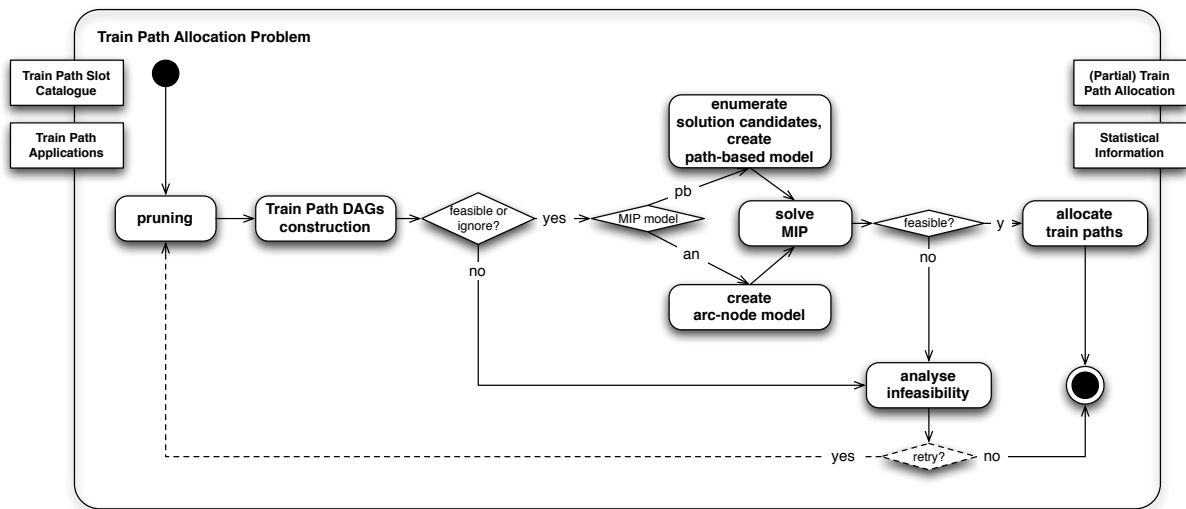 Train Path Allocation Problem
Train Path Slot
Catalogue
Train Path
Applications
(Partial) Train
Path Allocation
Statistical
Information
enumerate
solution candidates,
create
path-based model
pb
pruning
Train Path DAGs
construction
feasible or
ignore?
yes
MIP model
solve
MIP
feasible?
y
allocate
train paths
no
an
no
create
arc-node model
analyse
infeasibility
yes
retry?
no